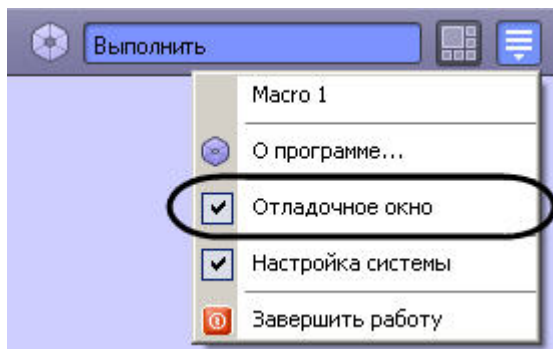 Выполнить
Macro 1
О программе...
Отладочное окно
Настройка системы
Завершить работу